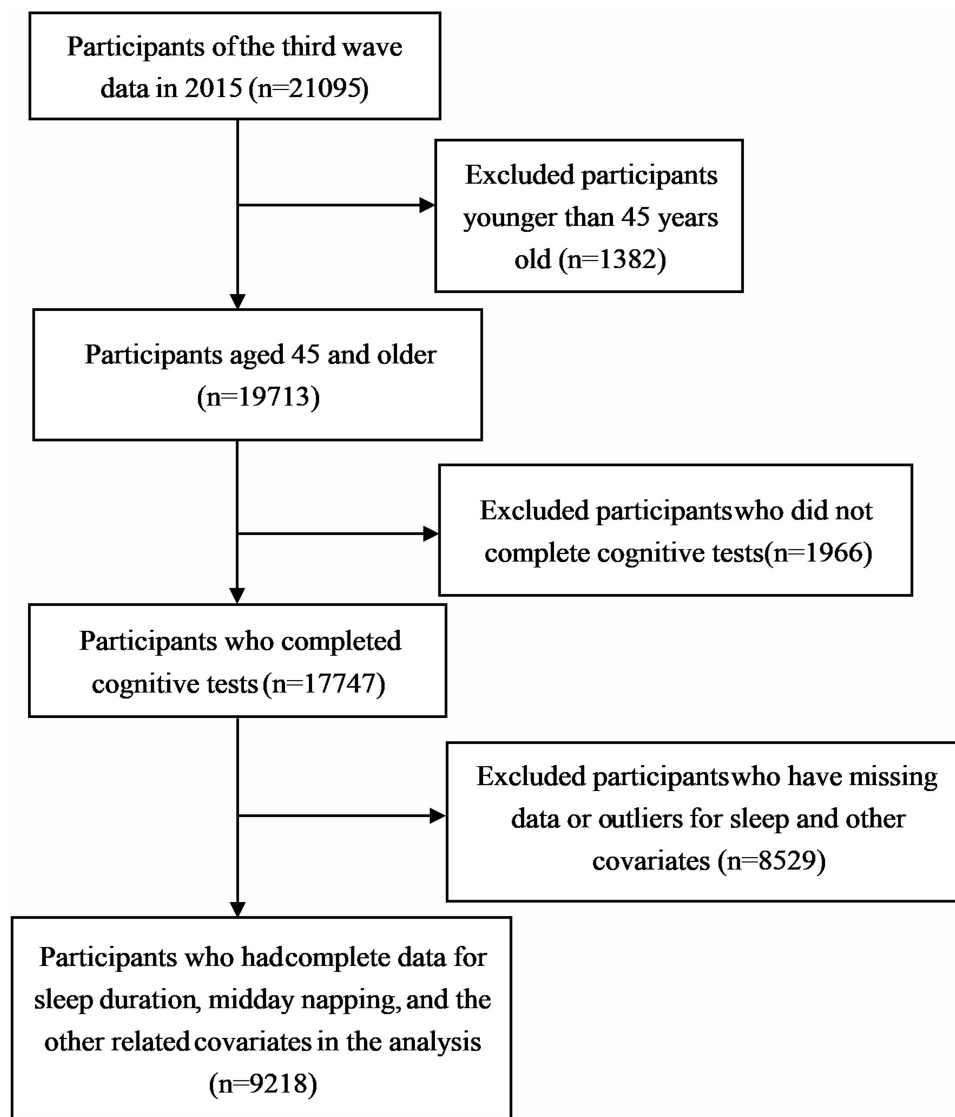 Participants of the third wave
data in 2015 (n=21095)
Excluded participants
younger than 45 years
old (n=1382)
Participants aged 45 and older
(n=19713)
Excluded participants who did not
complete cognitive tests(n=1966)
Participants who completed
cognitive tests (n=17747)
Excluded participants who have missing
data or outliers for sleep and other
covariates (n=8529)
Participants who had complete data for
sleep duration, midday napping, and the
other related covariates in the analysis
(n=9218)